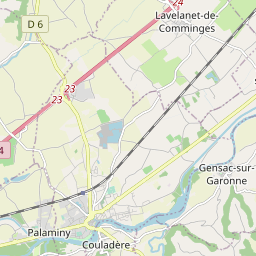 24
Lavelanet-de-
Comminges
D 6
23
23
4
Gensac-sur-
Garonne
Palaminy
Couladère